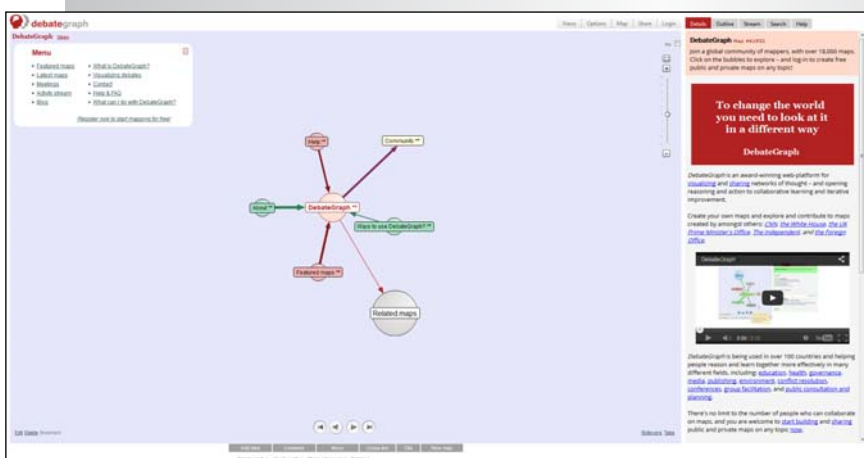 debategraph
Views Options Map Share Login
Details Outline Stream Search Help
DebateGraph
Menu
• Featured maps
• Latest maps
• Meetings
• Activity stream
• Blog
• What is DebateGraph?
• Visualizing debates
• Contact
• Help & FAQ
• What can I do with DebateGraph?
Register now to start mapping for free!
Help
Community
About
DebateGraph
Ways to use DebateGraph?
Featured maps
Related maps
DebateGraph
Join a global community of mappers, with over 18,000 maps.
Click on the bubbles to explore – and log-in to create free
public and private maps on any topic!
To change the world
you need to look at it
in a different way
DebateGraph
DebateGraph is an award-winning web-platform for
visualizing and sharing networks of thought – and opening
reasoning and action to collaborative learning and iterative
improvement.
Create your own maps and explore and contribute to maps
created by amongst others: CNN, the White House, the UK
Prime Minister's Office, The Independent, and the Foreign
Office.
DebateGraph
DebateGraph is being used in over 100 countries and helping
people reason and learn together more effectively in many
different fields, including: education, health, governance,
media, publishing, environment, conflict resolution,
conferences, group facilitation, and public consultation and
planning.
There's no limit to the number of people who can collaborate
on maps, and you are welcome to start building and sharing
public and private maps on any topic now.